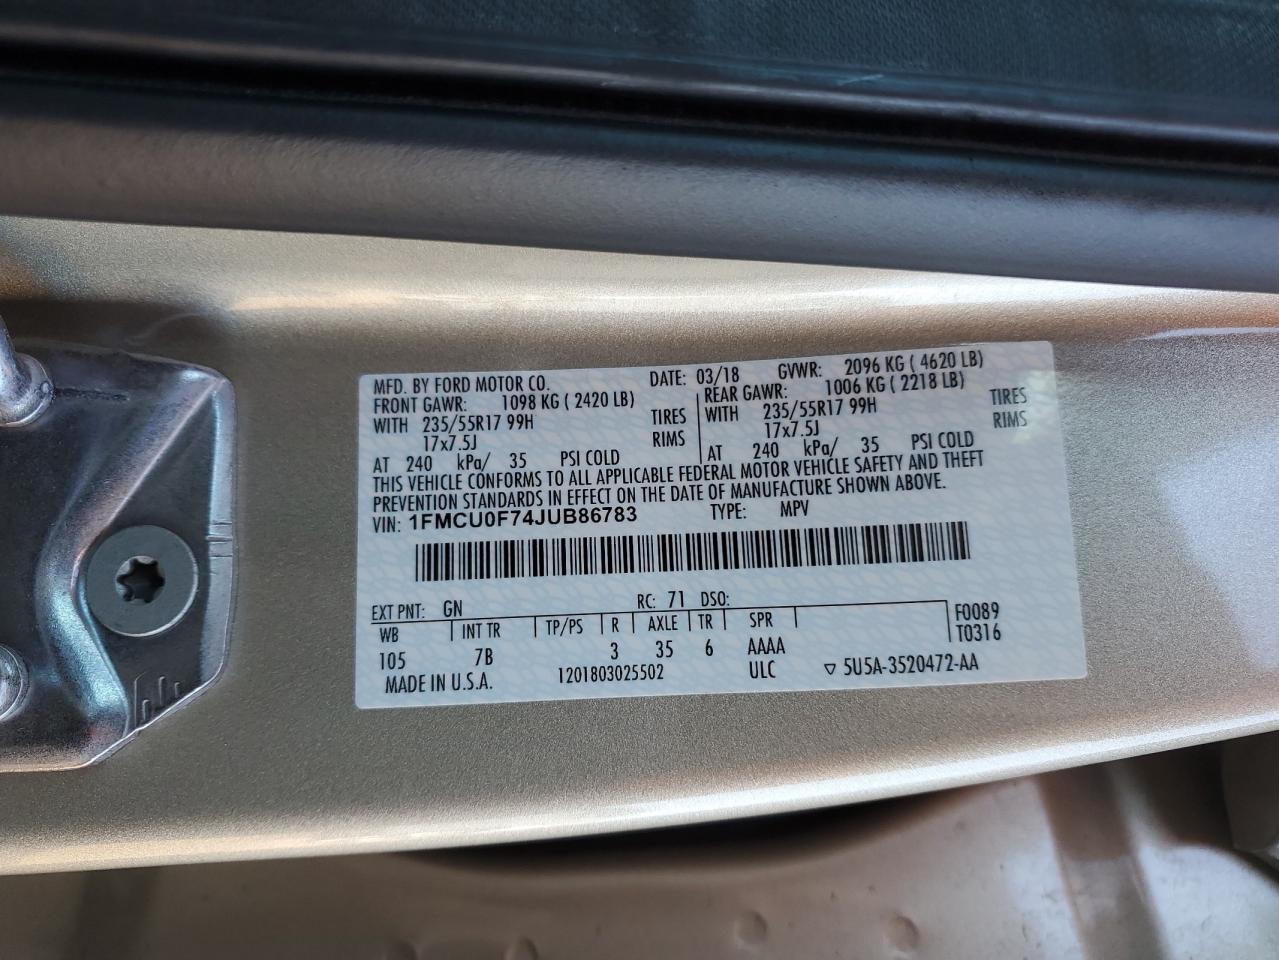 MFD. BY FORD MOTOR CO. DATE: 03/18 GVWR: 2096 KG ( 4620 LB)
FRONT GAWR: 1098 KG ( 2420 LB) REAR GAWR: 1006 KG ( 2218 LB)
WITH 235/55R17 99H TIRES WITH 235/55R17 99H TIRES
17x7.5J RIMS 17x7.5J RIMS
AT 240 kPa/ 35 PSI COLD AT 240 kPa/ 35 PSI COLD
THIS VEHICLE CONFORMS TO ALL APPLICABLE FEDERAL MOTOR VEHICLE SAFETY AND THEFT
PREVENTION STANDARDS IN EFFECT ON THE DATE OF MANUFACTURE SHOWN ABOVE.
VIN: 1FMCU0F74JUB86783 TYPE: MPV
EXT PNT: GN RC: 71 DSO:
WB INT TR TP/PS R AXLE TR SPR F0089
105 7B 3 35 6 AAAA T0316
MADE IN U.S.A. 1201803025502 ULC ▽ 5U5A-3520472-AA